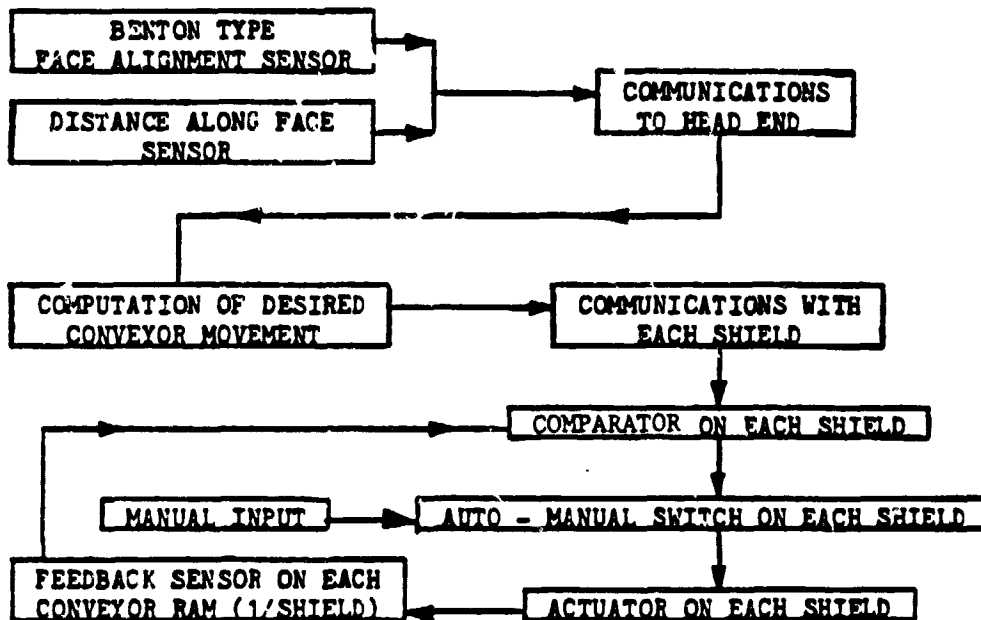 BENTON TYPE
FACE ALIGNMENT SENSOR
DISTANCE ALONG FACE
SENSOR
COMMUNICATIONS
TO HEAD END
COMPUTATION OF DESIRED
CONVEYOR MOVEMENT
COMMUNICATIONS WITH
EACH SHIELD
COMPARATOR ON EACH SHIELD
MANUAL INPUT
AUTO - MANUAL SWITCH ON EACH SHIELD
FEEDBACK SENSOR ON EACH
CONVEYOR RAM (1/SHIELD)
ACTUATOR ON EACH SHIELD